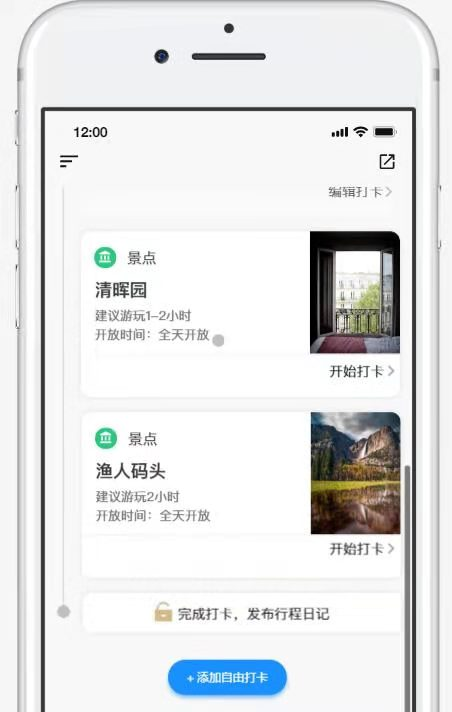 12:00
编辑打卡
景点
清晖园
建议游玩1-2小时
开放时间：全天开放
开始打卡
景点
渔人码头
建议游玩2小时
开放时间：全天开放
开始打卡
完成打卡，发布行程日记
+ 添加自由打卡